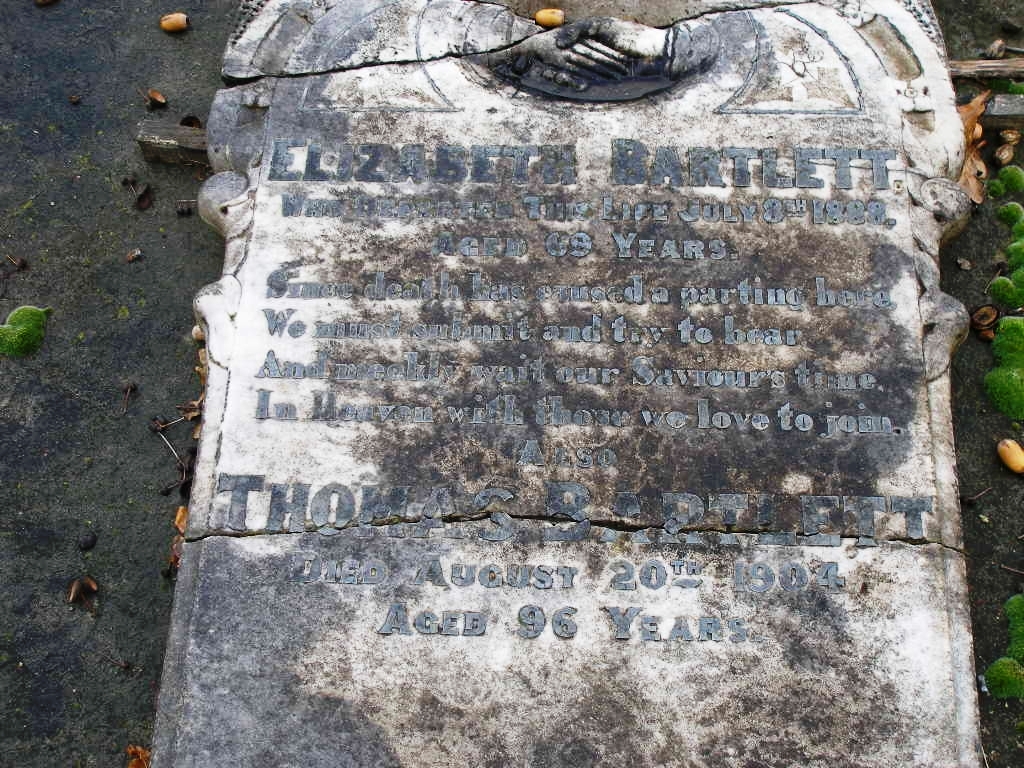 ELIZABETH BARTLETT.
WHO DEPARTED THIS LIFE JULY 8TH 1888.
AGED 69 YEARS.
Since death has caused a parting here
We must submit and try to bear
And meekly wait our Saviour's time
In Heaven with those we love to join.
ALSO
THOMAS BARTLETT
DIED AUGUST 20TH 1904
AGED 96 YEARS.